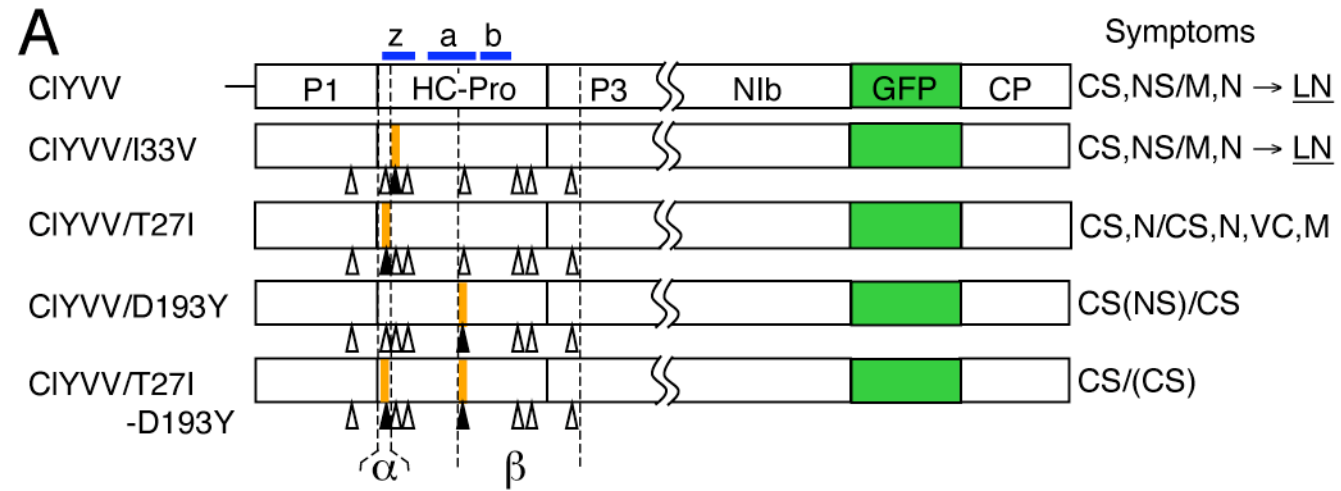 A
z a b Symptoms
ClYVV P1 HC-Pro P3 NIb GFP CP CS,NS/M,N → LN
ClYVV/I33V CS,NS/M,N → LN
ClYVV/T27I CS,N/CS,N,VC,M
ClYVV/D193Y CS(NS)/CS
ClYVV/T27I CS/(CS)
-D193Y
α β